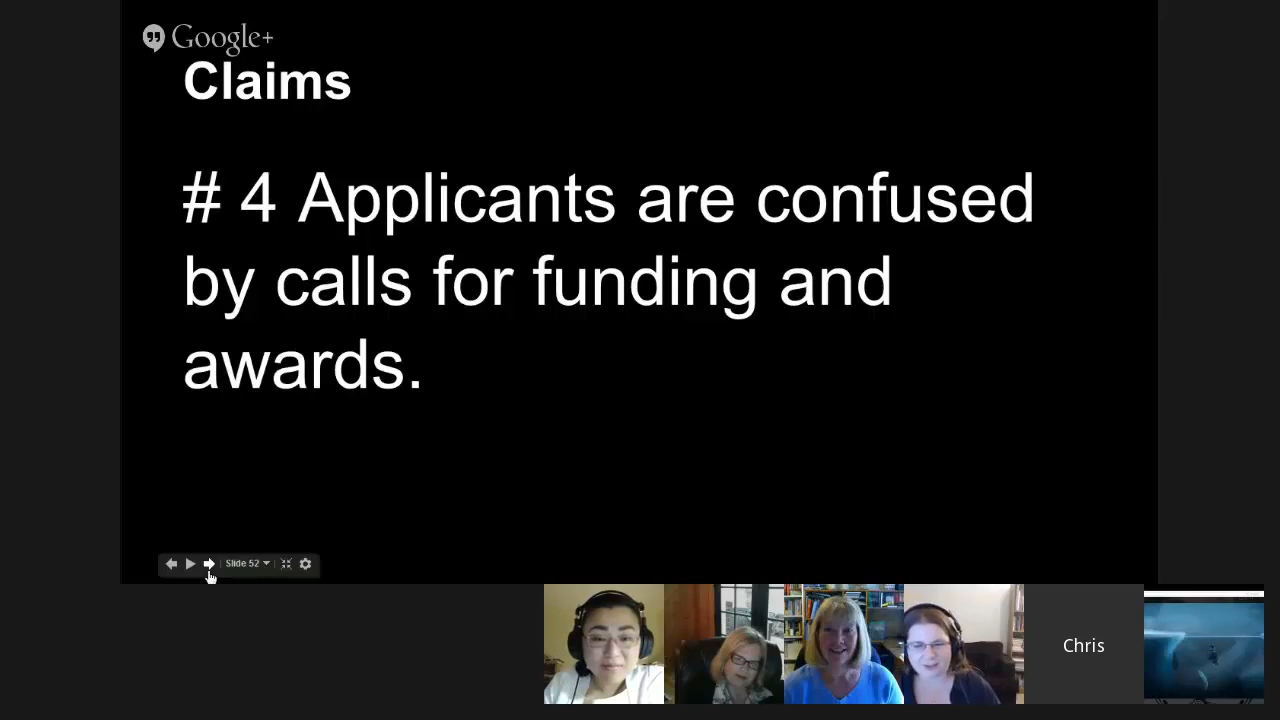 Google+
Claims
# 4 Applicants are confused
by calls for funding and
awards.
Slide 52
Chris